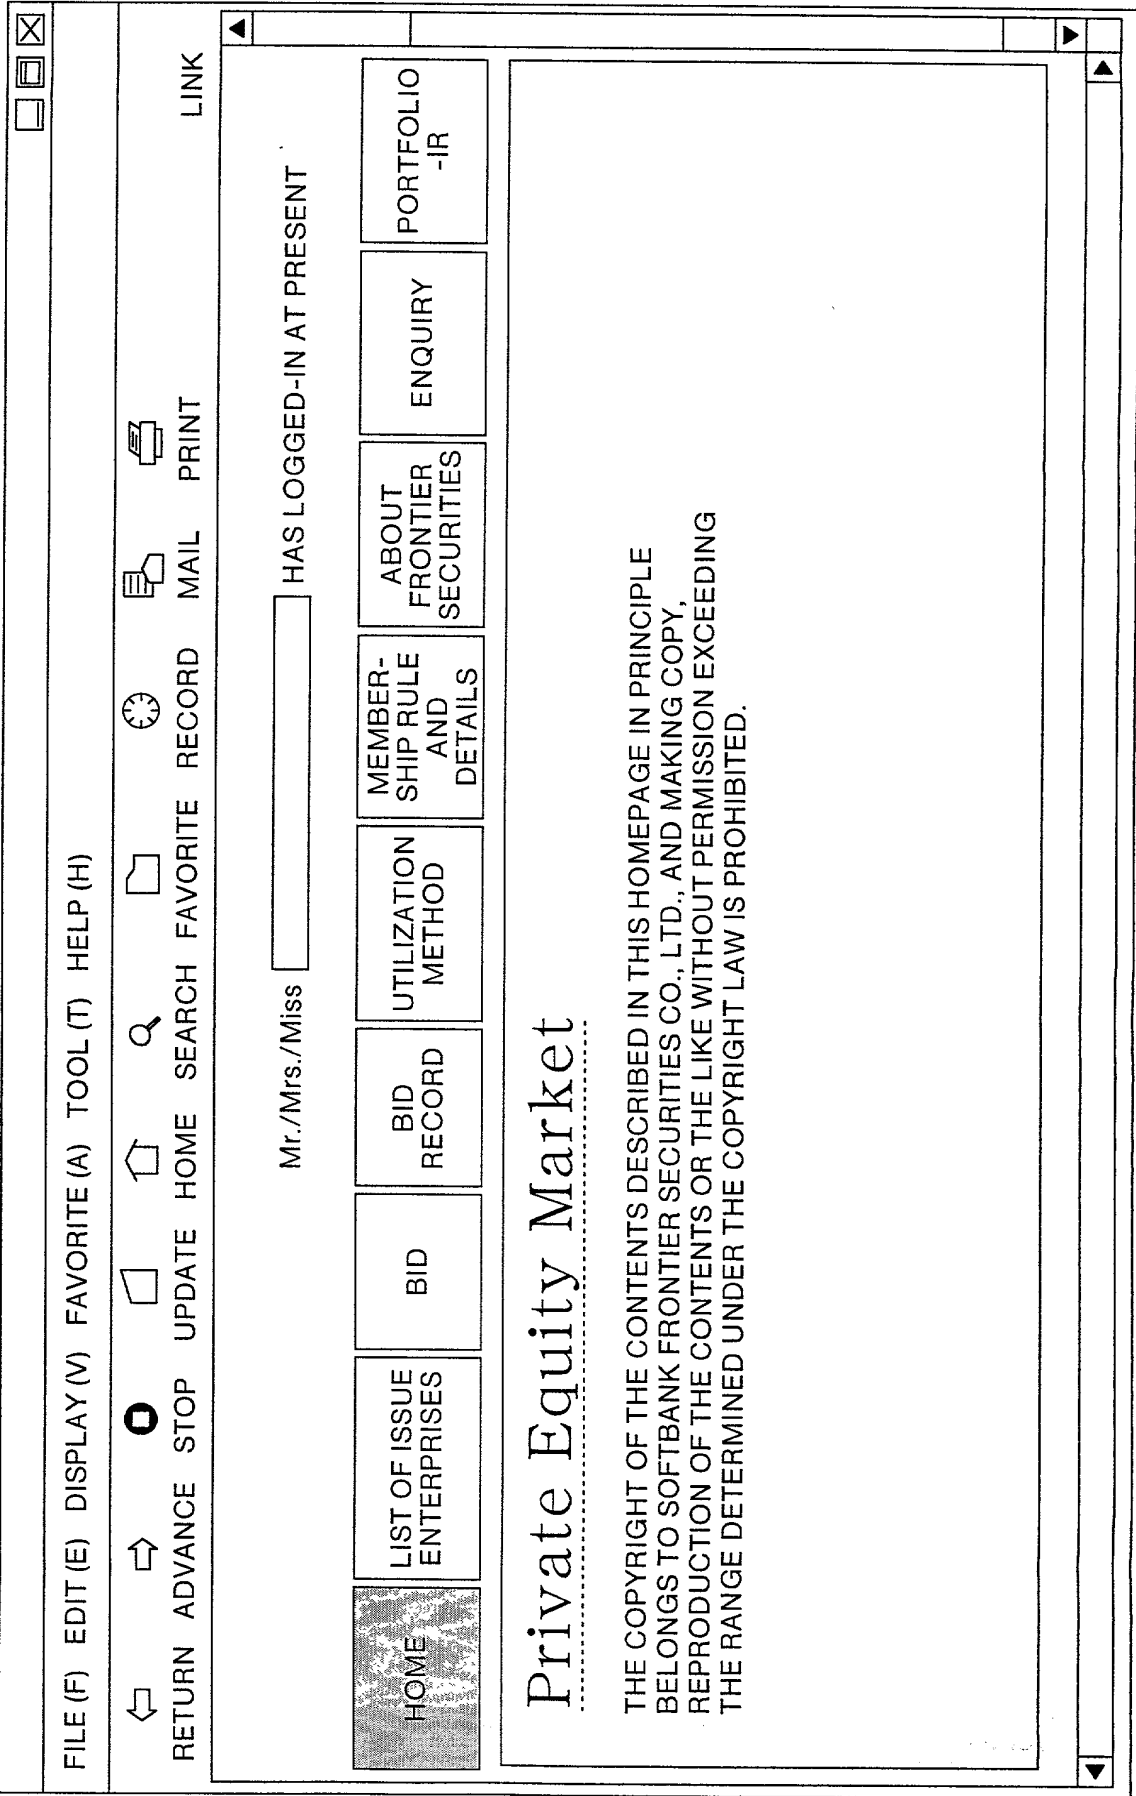 FILE (F) EDIT (E) DISPLAY (V) FAVORITE (A) TOOL (T) HELP (H)
RETURN ADVANCE STOP UPDATE HOME SEARCH FAVORITE RECORD MAIL PRINT LINK
Mr./Mrs./Miss HAS LOGGED-IN AT PRESENT
HOME
LIST OF ISSUE
ENTERPRISES
BID
BID
RECORD
UTILIZATION
METHOD
MEMBER-
SHIP RULE
AND
DETAILS
ABOUT
FRONTIER
SECURITIES
ENQUIRY
PORTFOLIO
-IR
Private Equity Market
THE COPYRIGHT OF THE CONTENTS DESCRIBED IN THIS HOMEPAGE IN PRINCIPLE
BELONGS TO SOFTBANK FRONTIER SECURITIES CO., LTD., AND MAKING COPY,
REPRODUCTION OF THE CONTENTS OR THE LIKE WITHOUT PERMISSION EXCEEDING
THE RANGE DETERMINED UNDER THE COPYRIGHT LAW IS PROHIBITED.